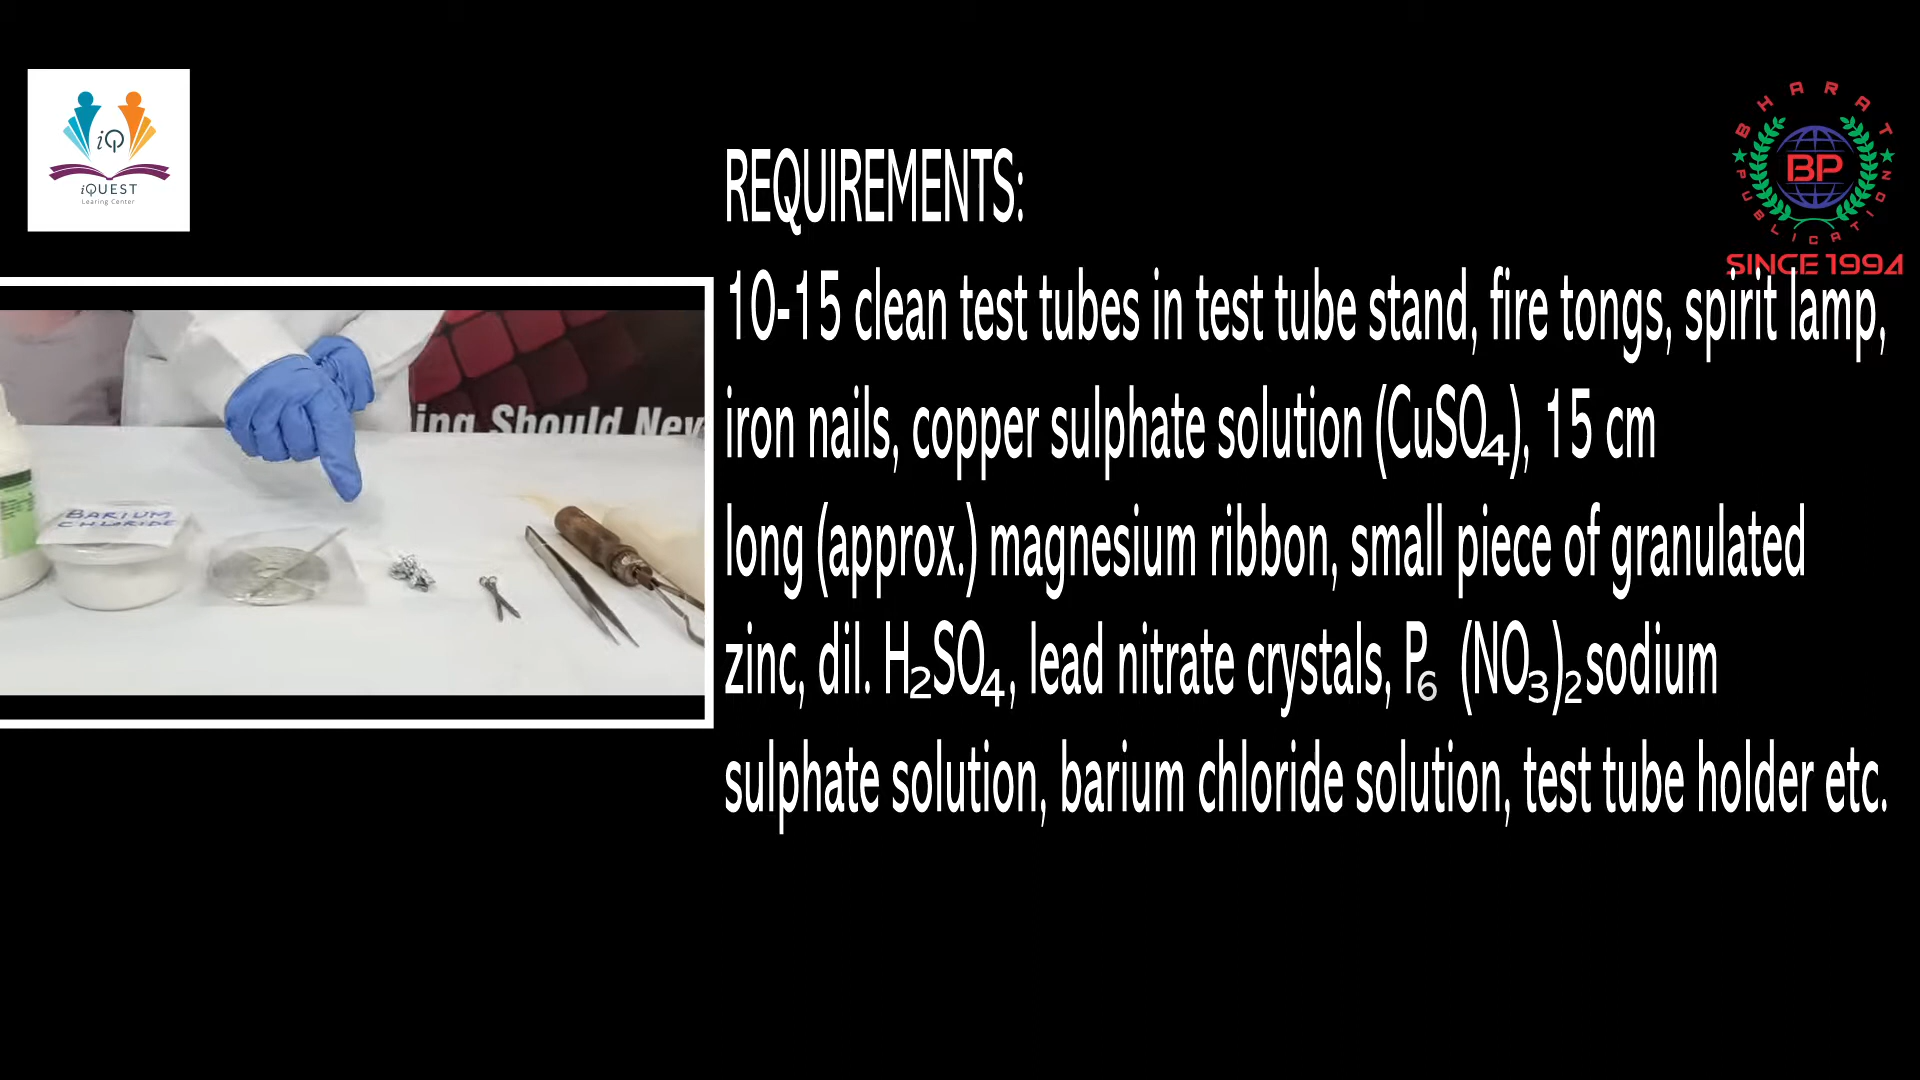 iQ
iQUEST
Learing Center
BHARAT
BP
PUBLICATION
SINCE 1994
REQUIREMENTS:
10-15 clean test tubes in test tube stand, fire tongs, spirit lamp,
iron nails, copper sulphate solution (CuSO₄), 15 cm
long (approx.) magnesium ribbon, small piece of granulated
zinc, dil. H₂SO₄, lead nitrate crystals, P₆ (NO₃)₂sodium
sulphate solution, barium chloride solution, test tube holder etc.
ing Should Nev
BARIUM
CHLORIDE